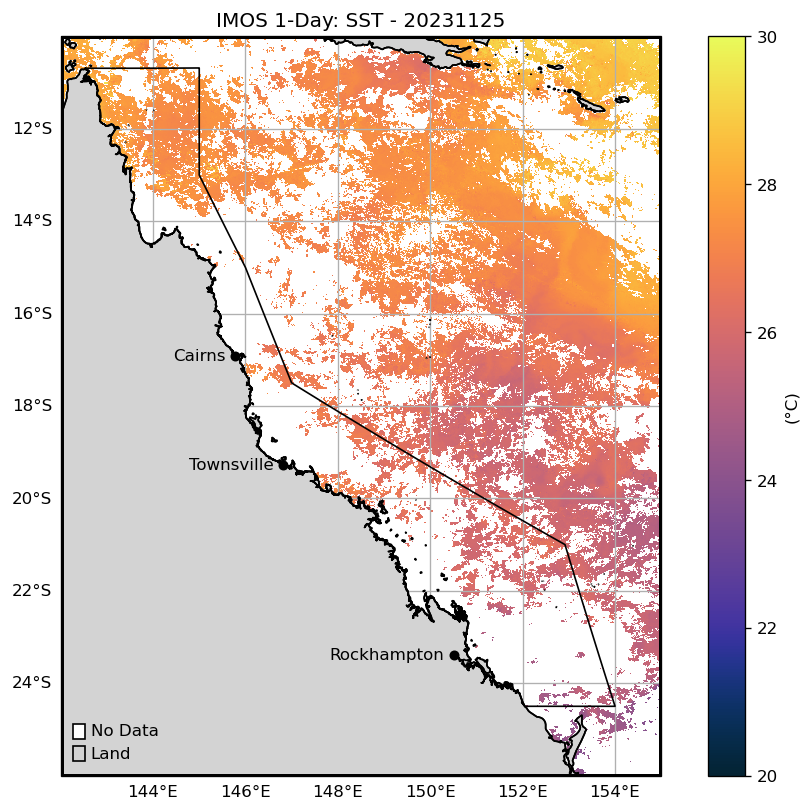 IMOS 1-Day: SST - 20231125
30
12°S
28
14°S
16°S
26
Cairns
(°C)
18°S
Townsville
24
20°S
22°S
22
Rockhampton
24°S
No Data
Land
20
144°E 146°E 148°E 150°E 152°E 154°E